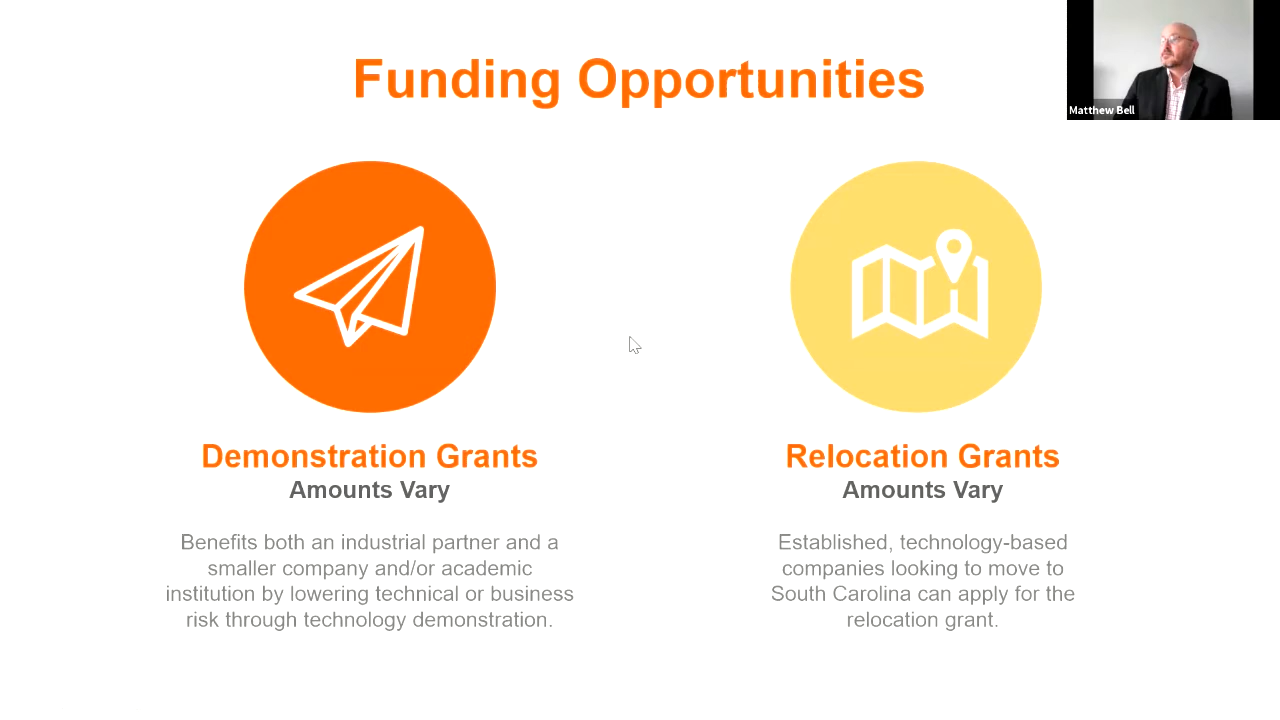 Funding Opportunities
Matthew Bell
Demonstration Grants
Amounts Vary
Benefits both an industrial partner and a
smaller company and/or academic
institution by lowering technical or business
risk through technology demonstration.
Relocation Grants
Amounts Vary
Established, technology-based
companies looking to move to
South Carolina can apply for the
relocation grant.